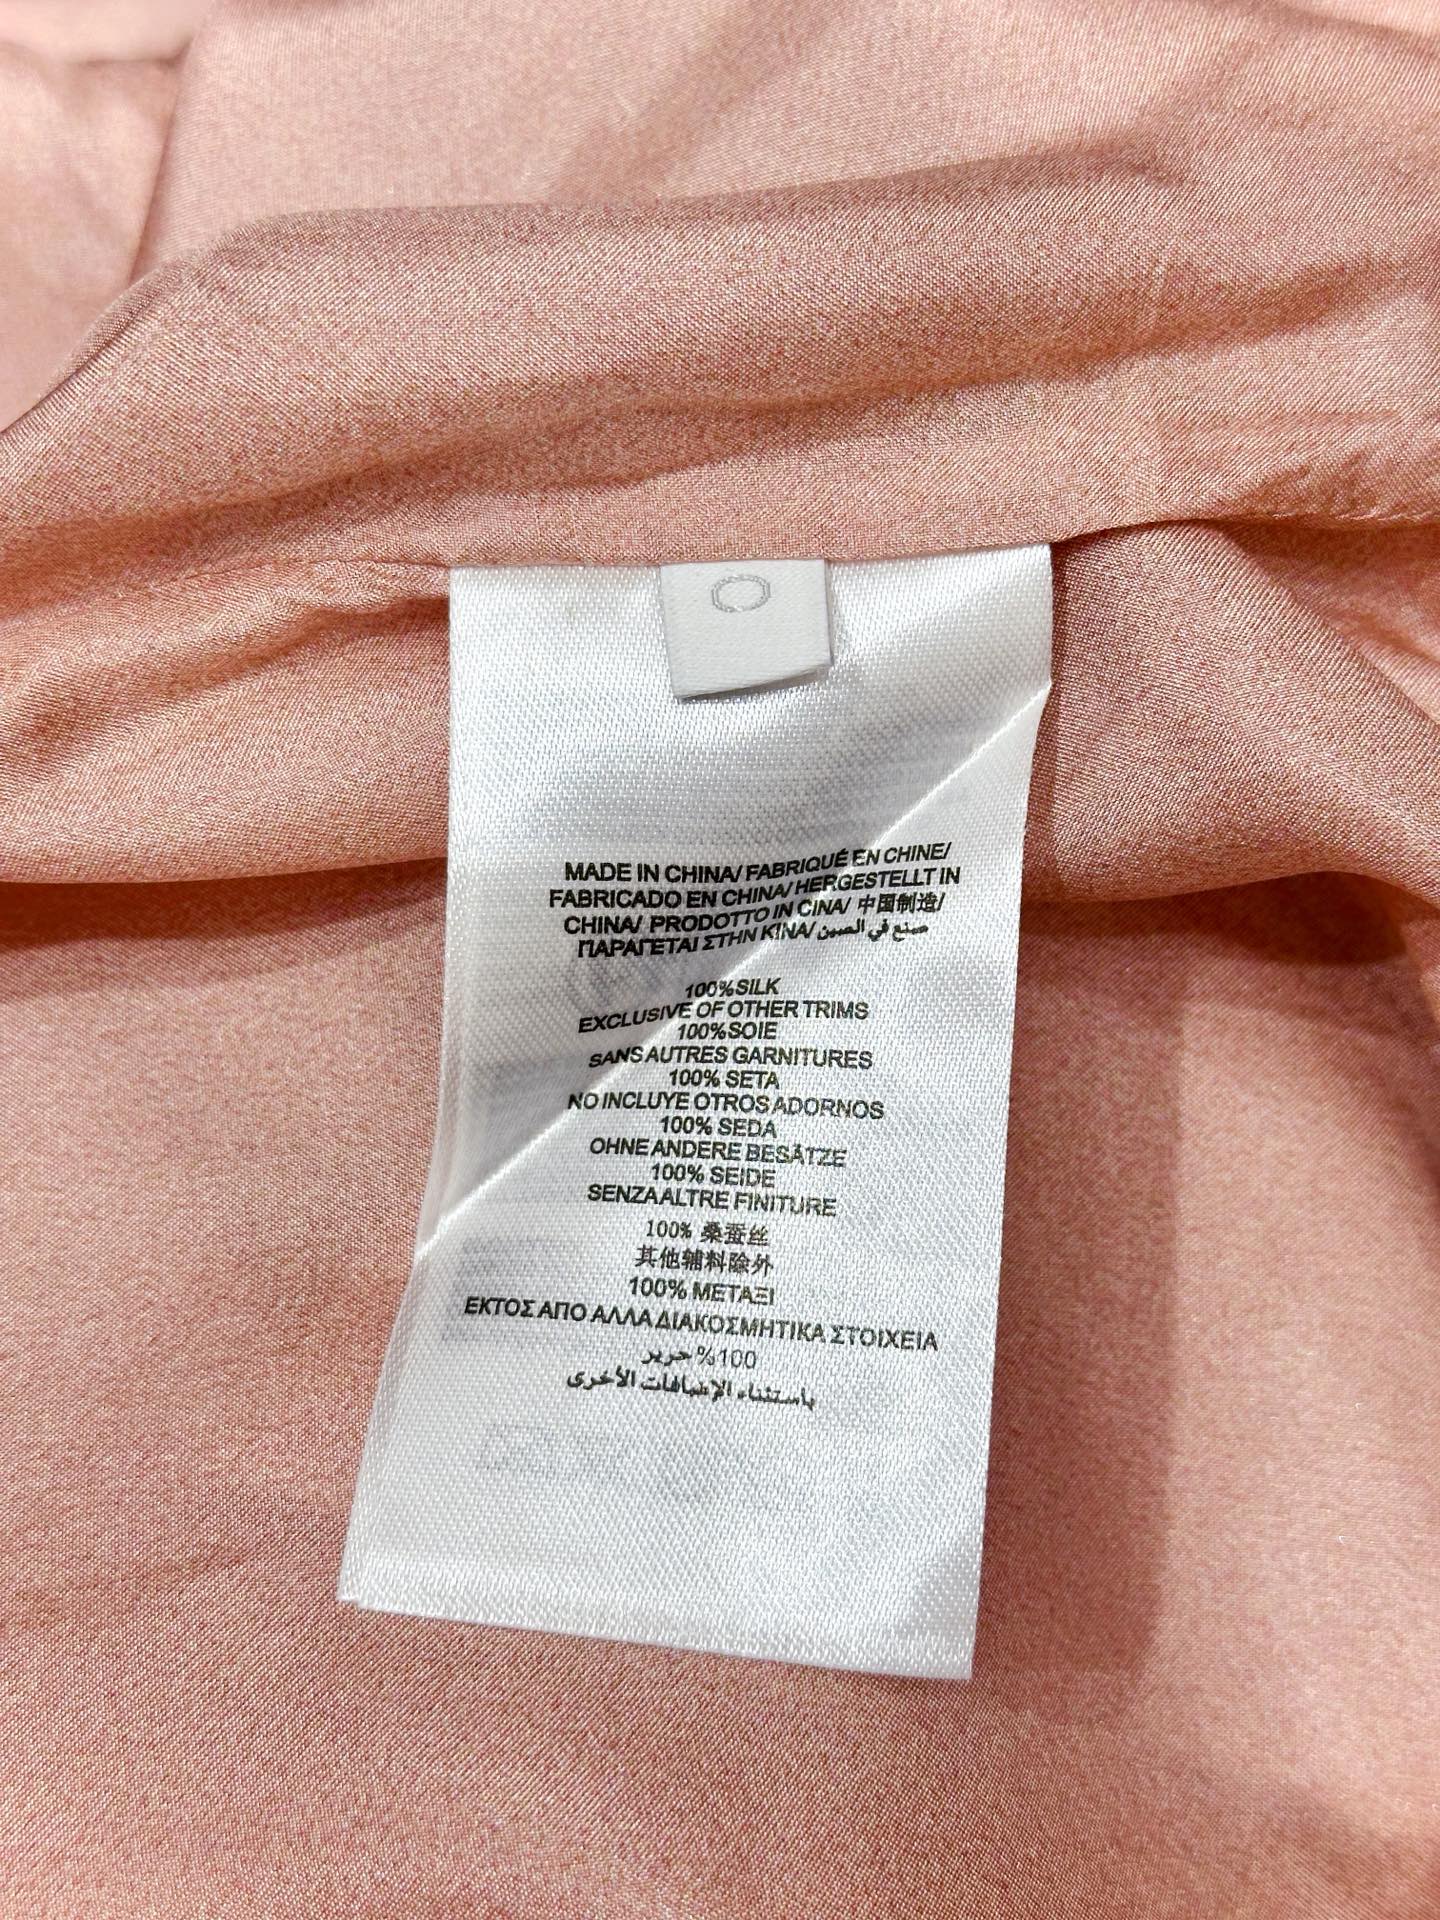 0
MADE IN CHINA/ FABRIQUÉ EN CHINE/
FABRICADO EN CHINA/ HERGESTELLT IN
CHINA/ PRODOTTO IN CINA/ 中国制造/
ΠΑΡΑΓΕΤΑΙ ΣΤΗΝ ΚΙΝΑ/ صنع في الصين
100%SILK
EXCLUSIVE OF OTHER TRIMS
100%SOIE
SANS AUTRES GARNITURES
100% SETA
NO INCLUYE OTROS ADORNOS
100% SEDA
OHNE ANDERE BESÄTZE
100% SEIDE
SENZA ALTRE FINITURE
100% 桑蚕丝
其他辅料除外
100% ΜΕΤΑΞΙ
ΕΚΤΟΣ ΑΠΟ ΑΛΛΑ ΔΙΑΚΟΣΜΗΤΙΚΑ ΣΤΟΙΧΕΙΑ
100% حرير
باستثناء الإضافات الأخرى